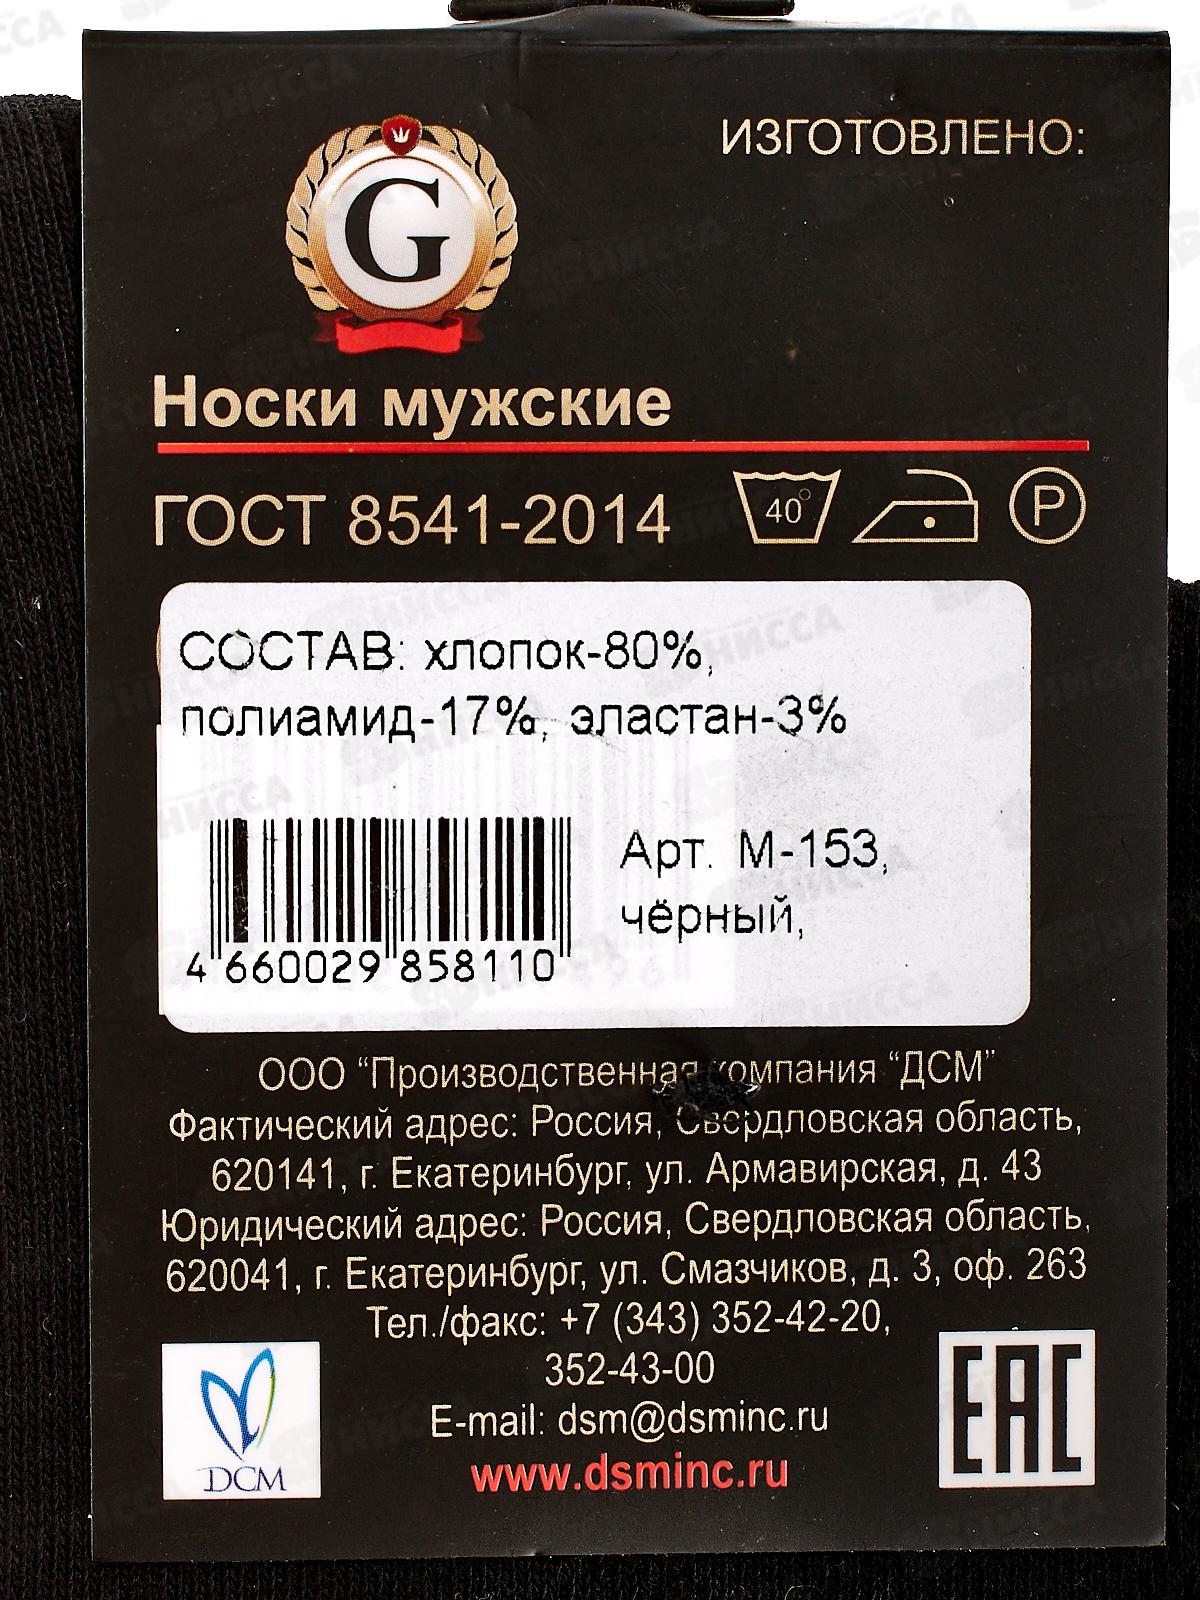 ИЗГОТОВЛЕНО:
G
Носки мужские
ГОСТ 8541-2014
40° P
СОСТАВ: хлопок-80%,
полиамид-17%, эластан-3%
Арт. М-153,
чёрный,
4 660029 858110
ООО “Производственная компания “ДСМ”
Фактический адрес: Россия, Свердловская область,
620141, г. Екатеринбург, ул. Армавирская, д. 43
Юридический адрес: Россия, Свердловская область,
620041, г. Екатеринбург, ул. Смазчиков, д. 3, оф. 263
Тел./факс: +7 (343) 352-42-20,
352-43-00
E-mail: dsm@dsminc.ru
www.dsminc.ru
DCM
EAC